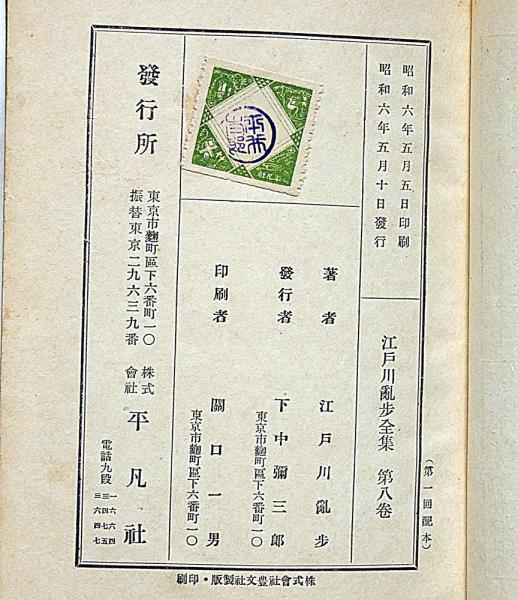 昭和六年五月五日印刷
昭和六年五月十日發行
江戸川亂步全集 第八卷
(第一回配本)
著者 江戸川亂步
發行者 下中彌三郎
東京市麴町區下六番町一〇
印刷者 關口一男
東京市麴町區下六番町一〇
發行所
東京市麴町區下六番町一〇
振替東京二九六三九番
株式會社 平凡社
電話九段
株式會社豊文社製版・印刷